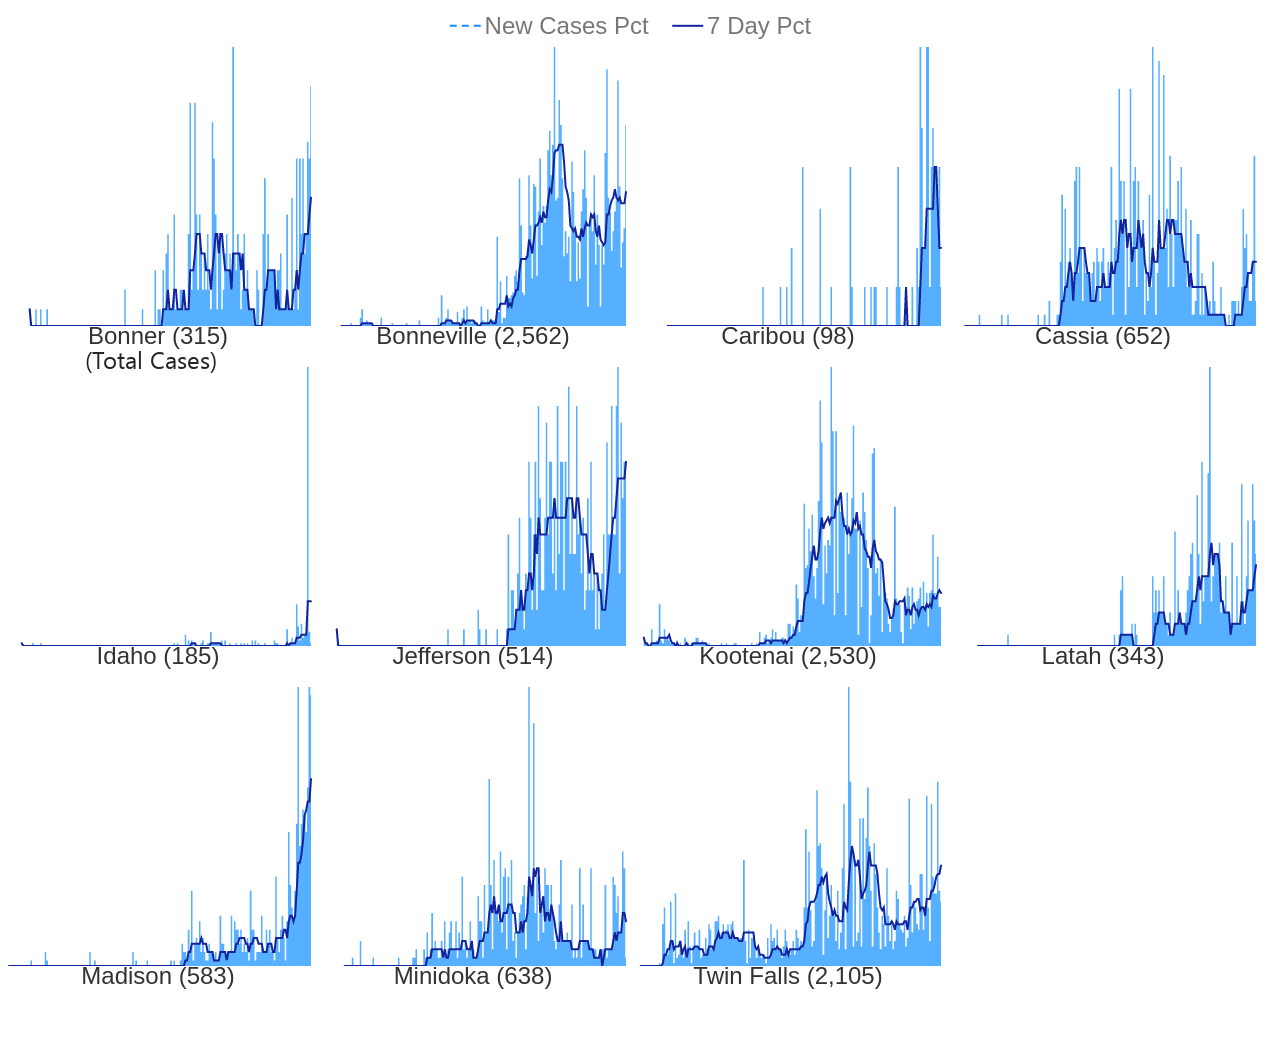 New Cases Pct 7 Day Pct
Bonner (315) Bonneville (2,562) Caribou (98) Cassia (652)
(Total Cases)
Idaho (185) Jefferson (514) Kootenai (2,530) Latah (343)
Madison (583) Minidoka (638) Twin Falls (2,105)